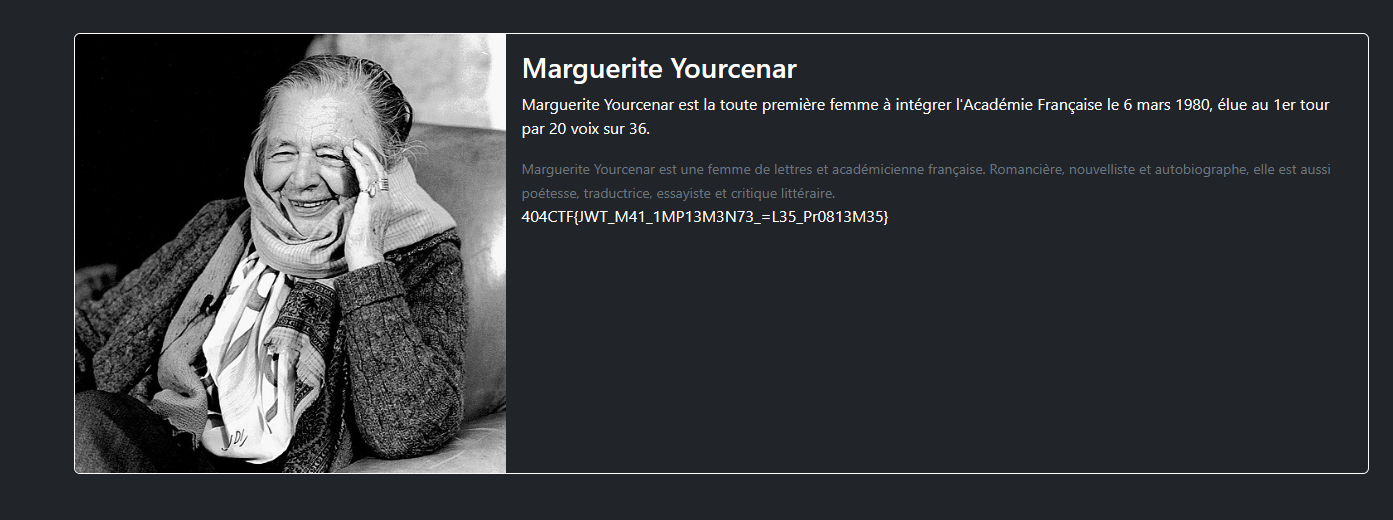 Marguerite Yourcenar
Marguerite Yourcenar est la toute première femme à intégrer l'Académie Française le 6 mars 1980, élue au 1er tour
par 20 voix sur 36.
Marguerite Yourcenar est une femme de lettres et académicienne française. Romancière, nouvelliste et autobiographe, elle est aussi
poétesse, traductrice, essayiste et critique littéraire.
404CTF{JWT_M41_1MP13M3N73_=L35_Pr0813M35}